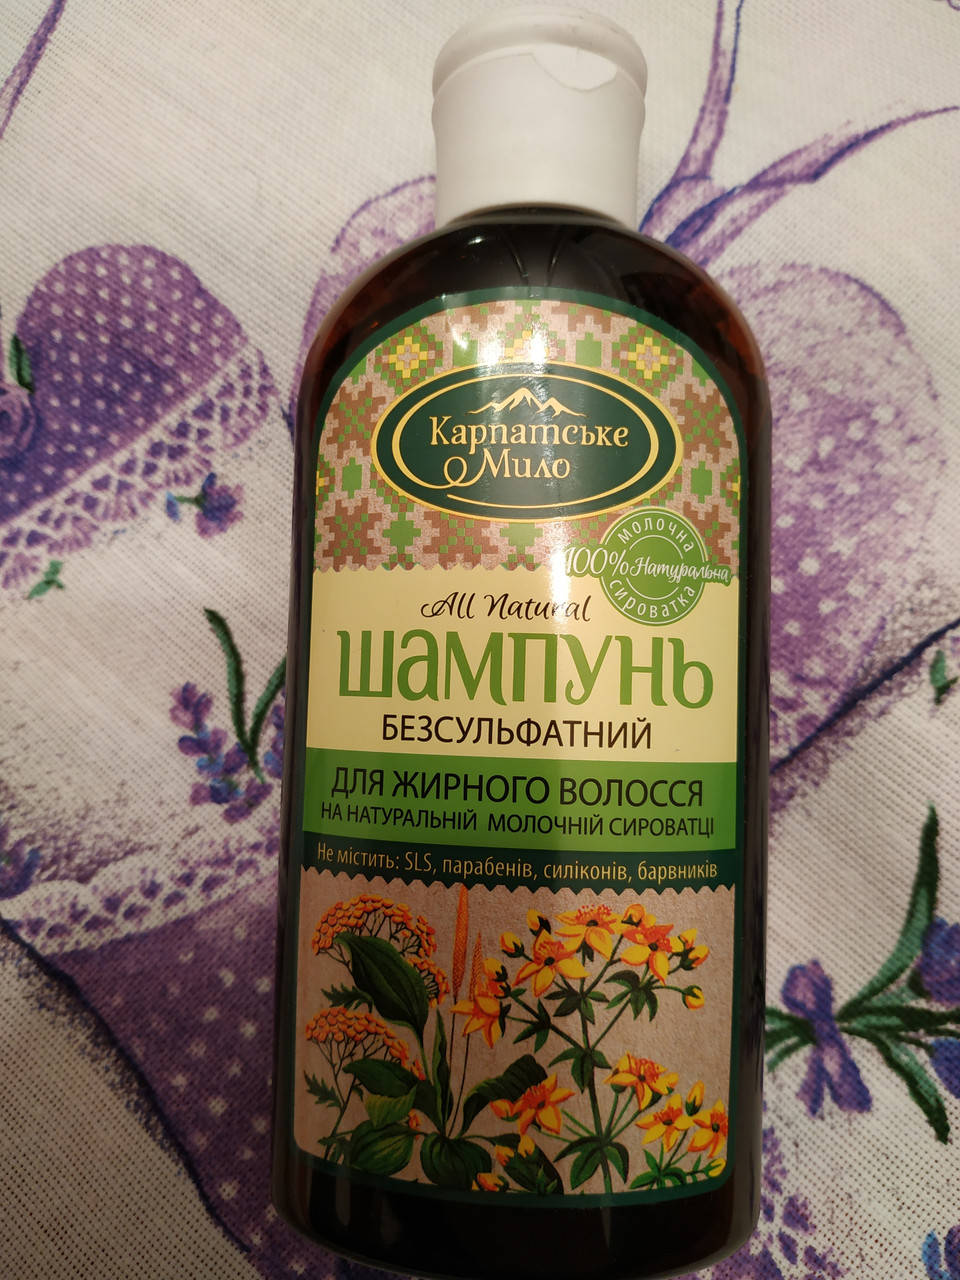 Карпатське
Мило
молочна
100% Натуральна
сироватка
All Natural
ШАМПУНЬ
БЕЗСУЛЬФАТНИЙ
ДЛЯ ЖИРНОГО ВОЛОССЯ
НА НАТУРАЛЬНІЙ МОЛОЧНІЙ СИРОВАТЦІ
Не містить: SLS, парабенів, силіконів, барвників